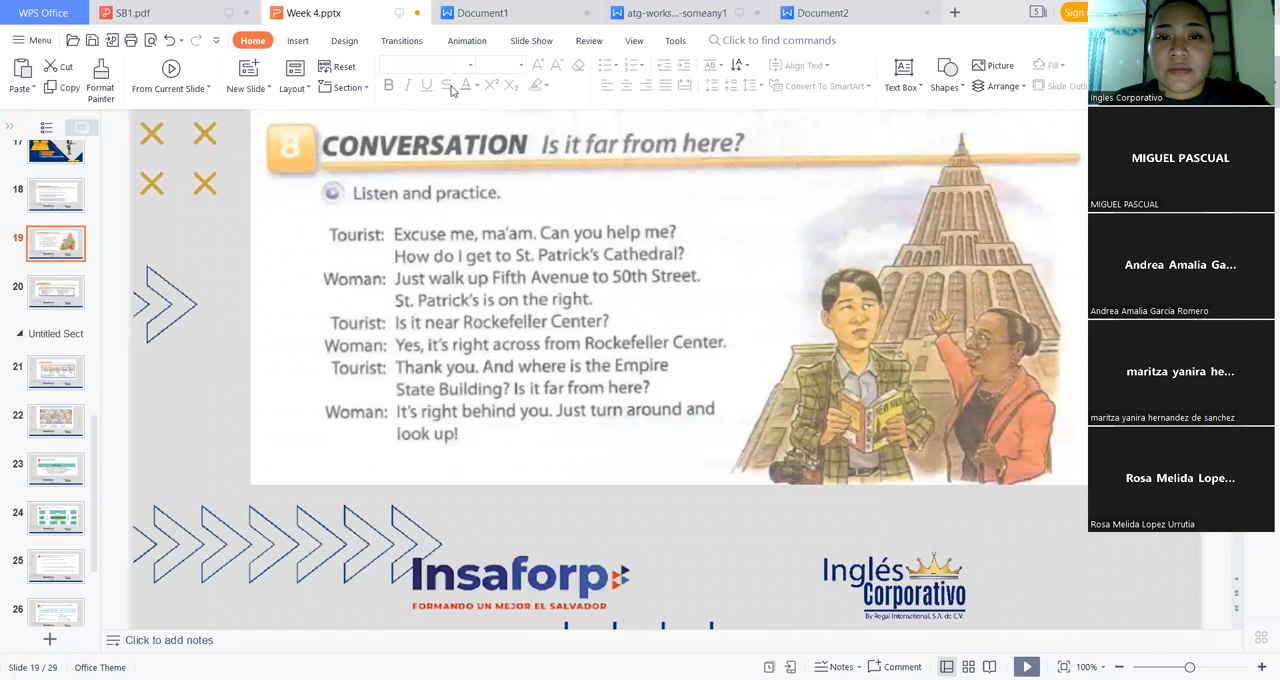 WPS Office
SB1.pdf
Week 4.pptx
Document1
atg-works...-someany1
Document2
5
Sign
Menu
Home
Insert
Design
Transitions
Animation
Slide Show
Review
View
Tools
Click to find commands
Paste
Cut
Copy
Format
Painter
From Current Slide
New Slide
Layout
Reset
Section
Align Text
Convert To SmartArt
Text Box
Shapes
Picture
Arrange
Fill
Slide Outli
17
18
19
20
Untitled Sect
21
22
23
24
25
26
8 CONVERSATION Is it far from here?
Listen and practice.
Tourist: Excuse me, ma'am. Can you help me?
How do I get to St. Patrick's Cathedral?
Woman: Just walk up Fifth Avenue to 50th Street.
St. Patrick's is on the right.
Tourist: Is it near Rockefeller Center?
Woman: Yes, it's right across from Rockefeller Center.
Tourist: Thank you. And where is the Empire
State Building? Is it far from here?
Woman: It's right behind you. Just turn around and
look up!
Insaforp
FORMANDO UN MEJOR EL SALVADOR
Inglés
Corporativo
By Regal International, S.A. de C.V.
Ingles Corporativo
MIGUEL PASCUAL
MIGUEL PASCUAL
Andrea Amalia Ga...
Andrea Amalia García Romero
maritza yanira he...
maritza yanira hernandez de sanchez
Rosa Melida Lope...
Rosa Melida Lopez Urrutia
Click to add notes
Slide 19 / 29
Office Theme
Notes
Comment
100%